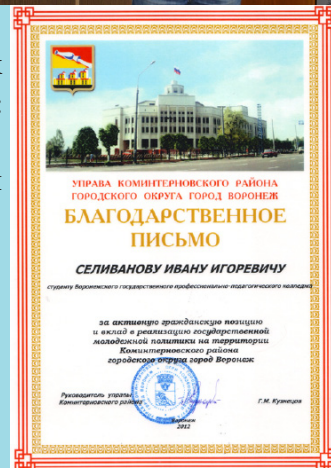 УПРАВА КОМИНТЕРНОВСКОГО РАЙОНА
ГОРОДСКОГО ОКРУГА ГОРОД ВОРОНЕЖ
БЛАГОДАРСТВЕННОЕ
ПИСЬМО
СЕЛИВАНОВУ ИВАНУ ИГОРЕВИЧУ
студенту Воронежского государственного профессионально-педагогического колледжа
за активную гражданскую позицию
и вклад в реализацию государственной
молодежной политики на территории
Коминтерновского района
городского округа город Воронеж
Руководитель управы
Коминтерновского района
Г.М. Кузнецов
Воронеж
2012